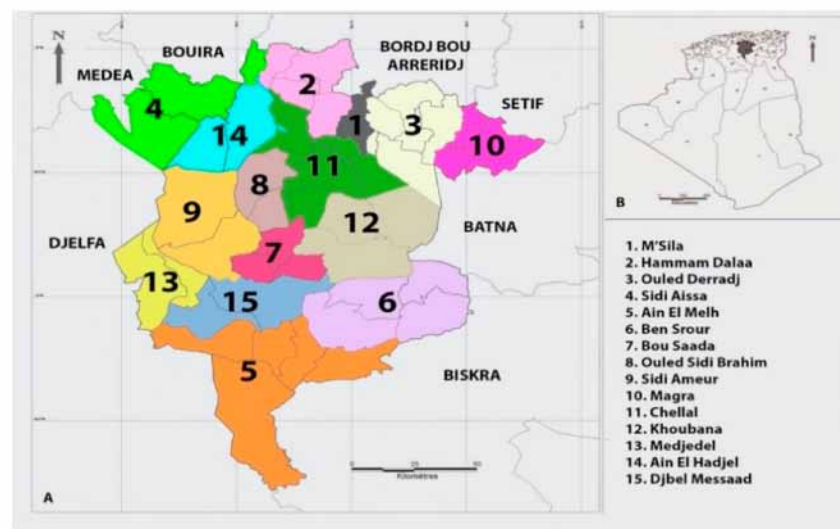 BOUIRA
BORDJ BOU
ARRERIDJ
MEDEA
SETIF
2
4
1
3
14
10
11
8
9
12
BATNA
DJELFA
7
13
15
6
5
BISKRA
Kilométres
A
B
1. M'Sila
2. Hammam Dalaa
3. Ouled Derradj
4. Sidi Aissa
5. Ain El Melh
6. Ben Srour
7. Bou Saada
8. Ouled Sidi Brahim
9. Sidi Ameur
10. Magra
11. Chellal
12. Khoubana
13. Medjedel
14. Ain El Hadjel
15. Djbel Messaad